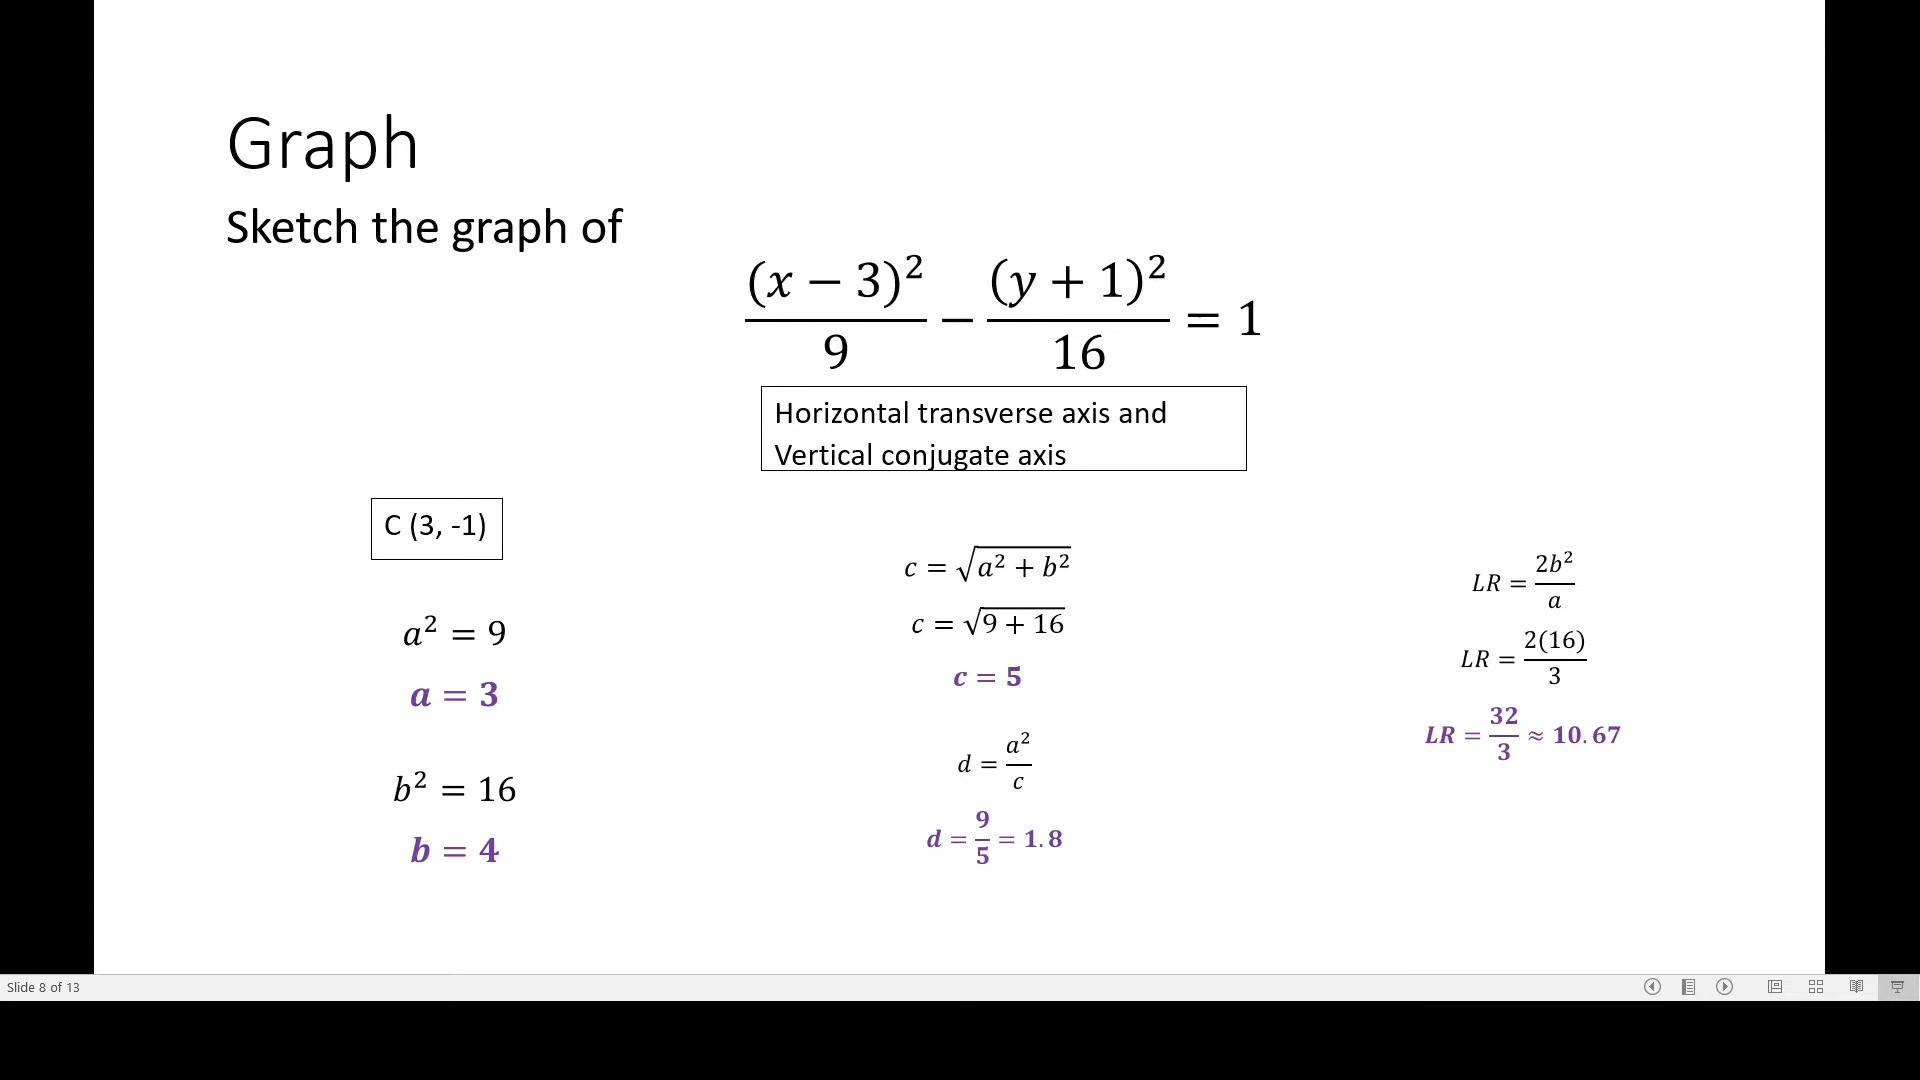 Graph
Sketch the graph of
(x − 3)²/9 − (y + 1)²/16 = 1
Horizontal transverse axis and
Vertical conjugate axis
C (3, -1)
a² = 9
a = 3
b² = 16
b = 4
c = √(a² + b²)
c = √(9 + 16)
c = 5
d = a²/c
d = 9/5 = 1.8
LR = 2b²/a
LR = 2(16)/3
LR = 32/3 ≈ 10.67
Slide 8 of 13